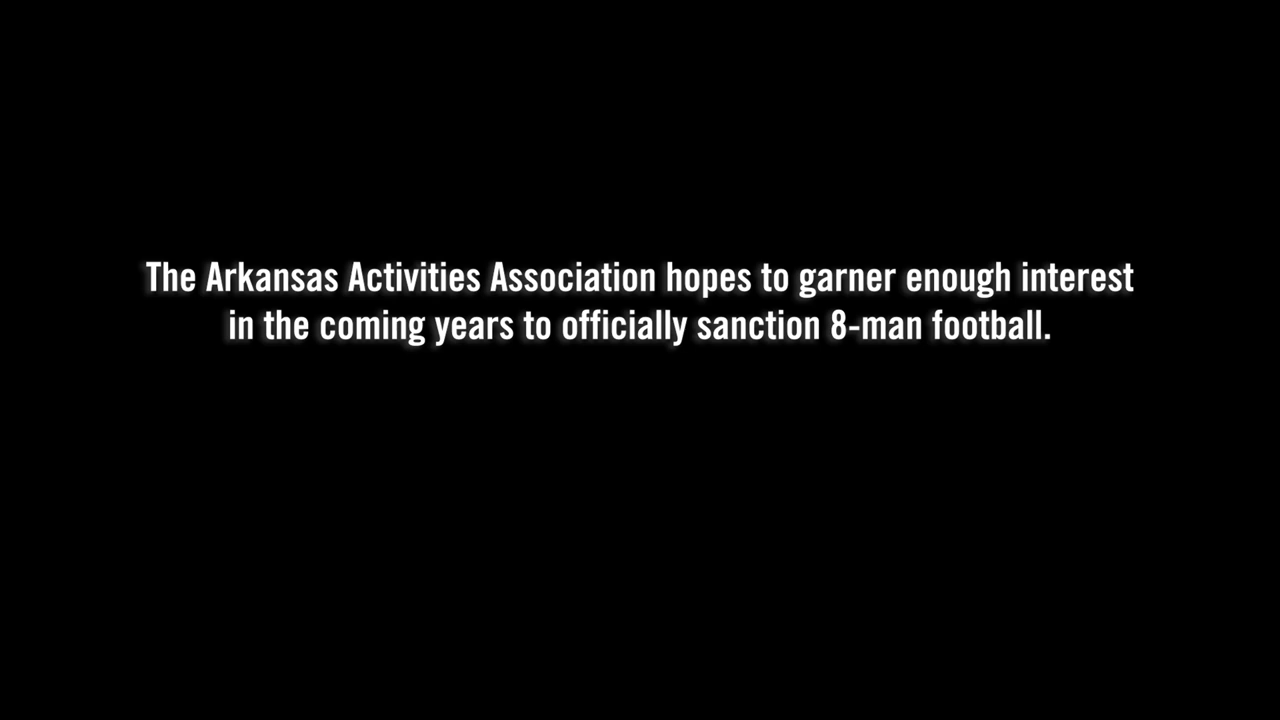 The Arkansas Activities Association hopes to garner enough interest
in the coming years to officially sanction 8-man football.